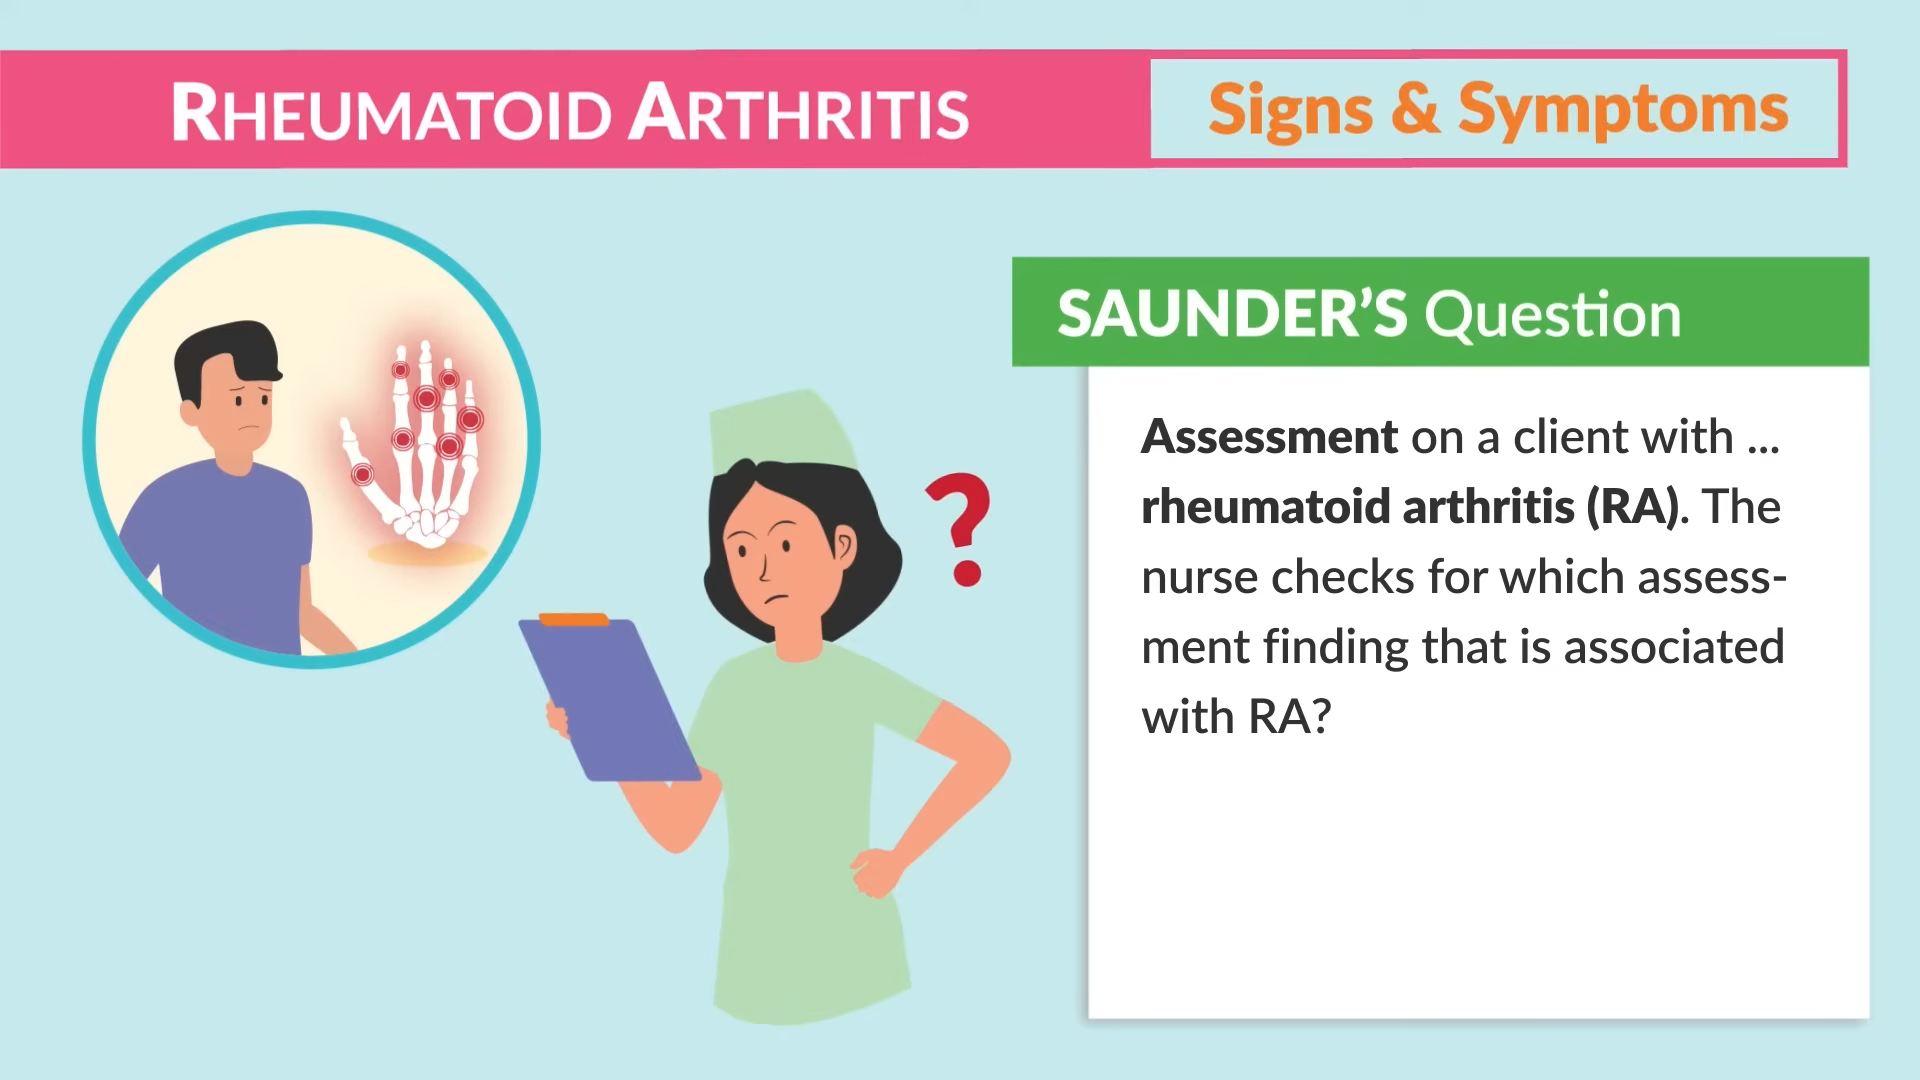 RHEUMATOID ARTHRITIS
Signs & Symptoms
SAUNDER'S Question
Assessment on a client with ...
rheumatoid arthritis (RA). The
nurse checks for which assess-
ment finding that is associated
with RA?
?